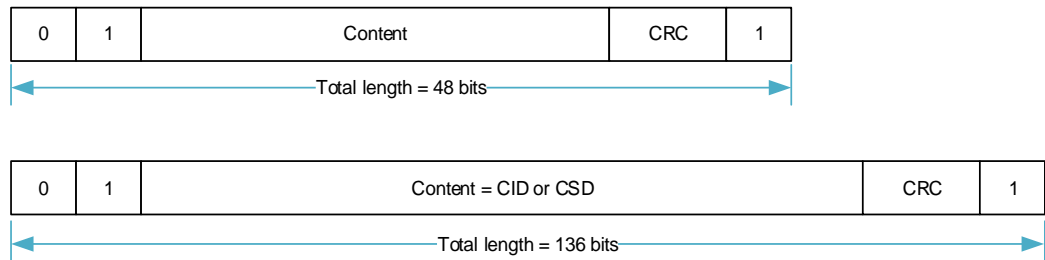 0 1 Content CRC 1
Total length = 48 bits
0 1 Content = CID or CSD CRC 1
Total length = 136 bits